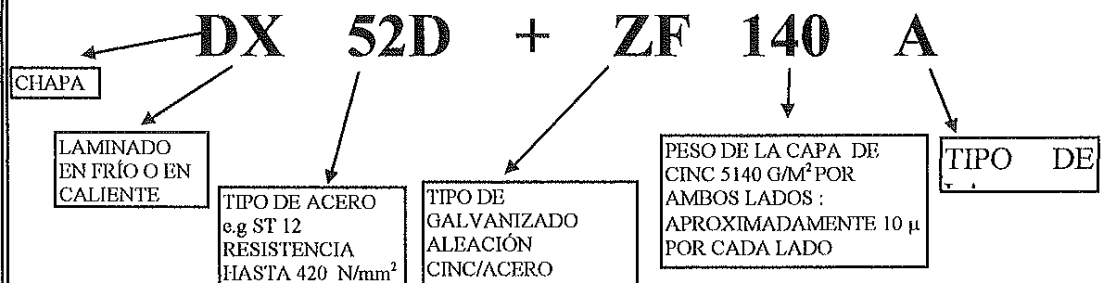 DX 52D + ZF 140 A
CHAPA
LAMINADO
EN FRÍO O EN
CALIENTE
TIPO DE ACERO
e.g ST 12
RESISTENCIA
HASTA 420 N/mm²
TIPO DE
GALVANIZADO
ALEACIÓN
CINC/ACERO
PESO DE LA CAPA DE
CINC 5140 G/M² POR
AMBOS LADOS :
APROXIMADAMENTE 10 µ
POR CADA LADO
TIPO DE